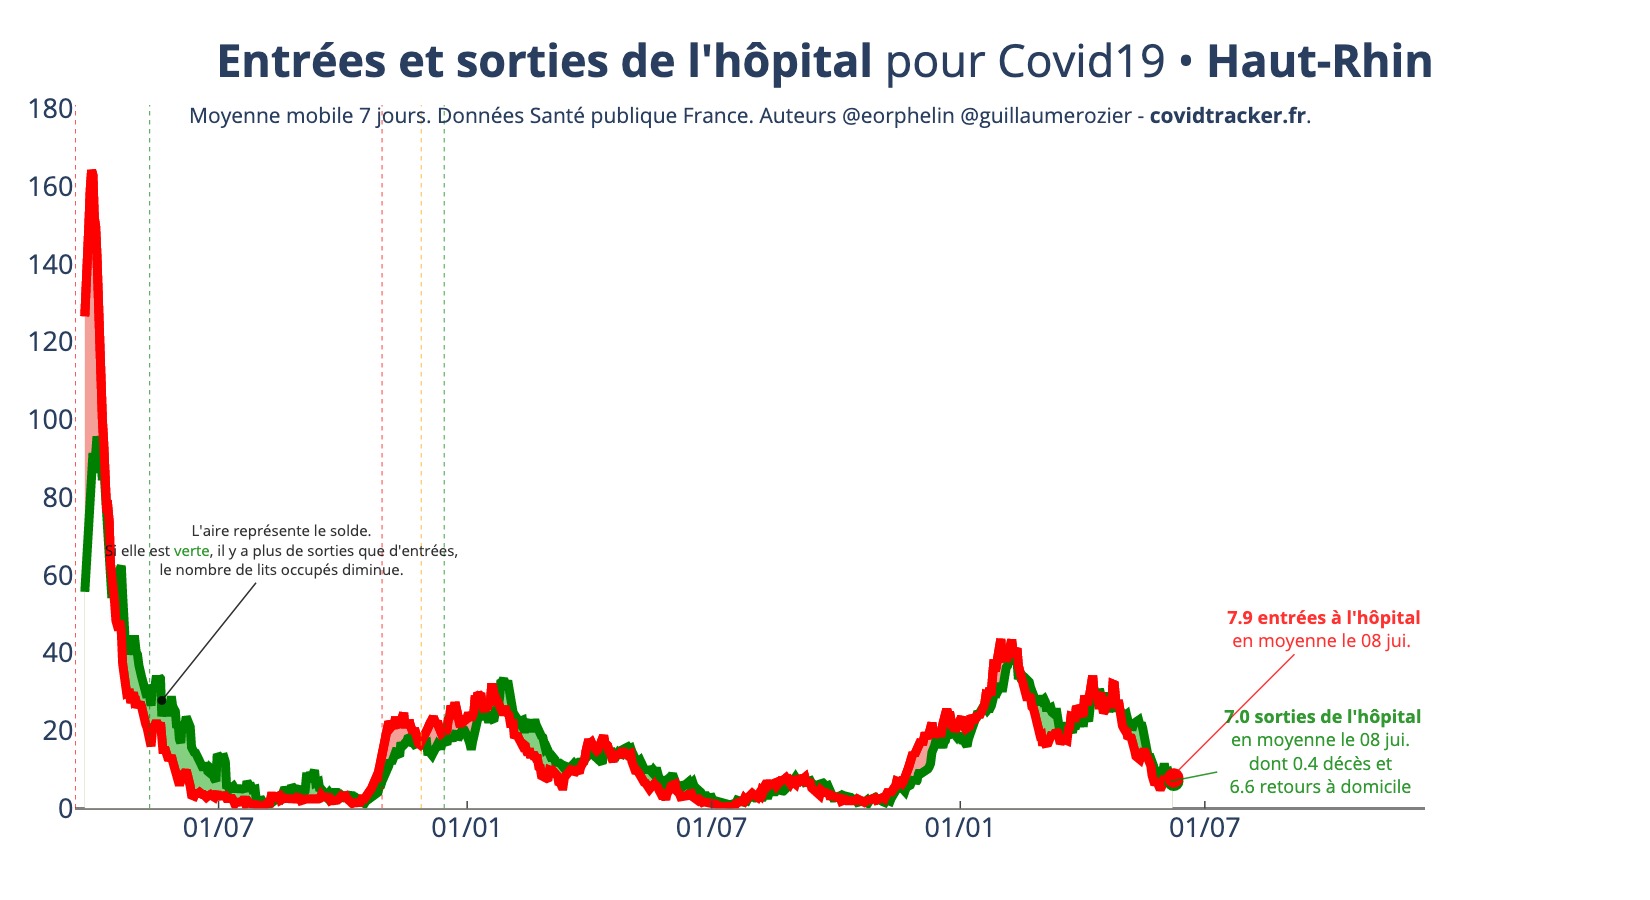 Entrées et sorties de l'hôpital pour Covid19 • Haut-Rhin
Moyenne mobile 7 jours. Données Santé publique France. Auteurs @eorphelin @guillaumerozier - covidtracker.fr.
180
160
140
120
100
80
60
40
20
0
L'aire représente le solde.
Si elle est verte, il y a plus de sorties que d'entrées,
le nombre de lits occupés diminue.
7.9 entrées à l'hôpital
en moyenne le 08 jui.
7.0 sorties de l'hôpital
en moyenne le 08 jui.
dont 0.4 décès et
6.6 retours à domicile
01/07
01/01
01/07
01/01
01/07